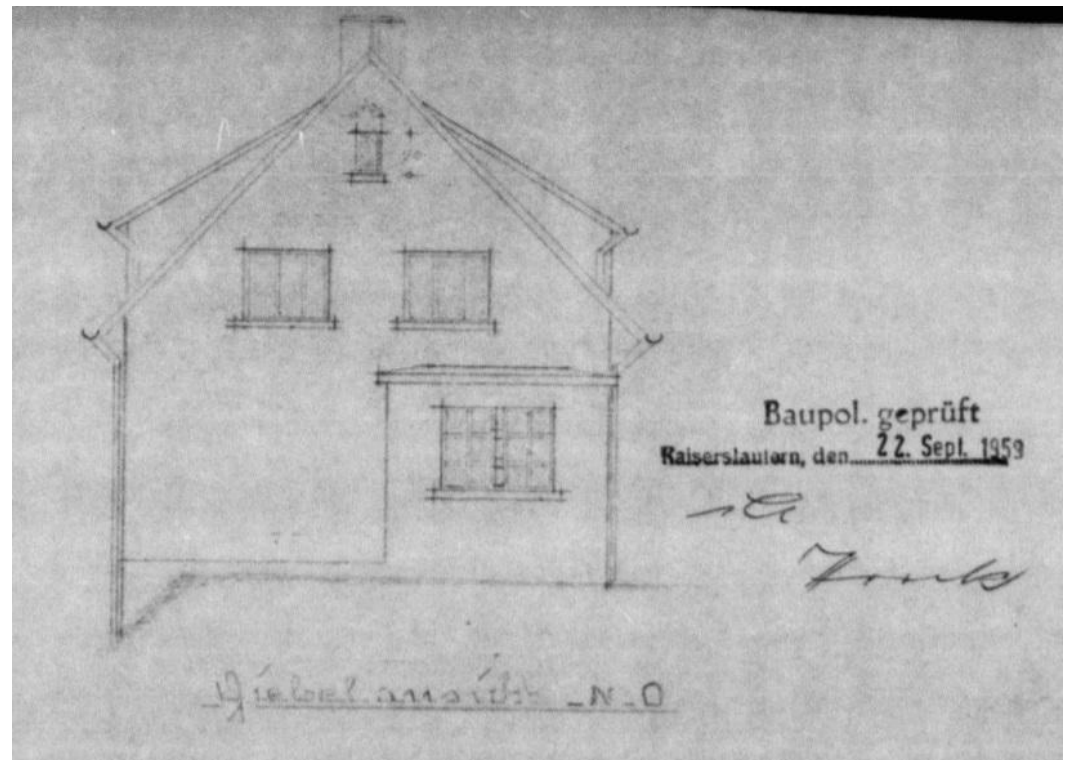 Baupol. geprüft
Kaiserslautern, den 22. Sept. 1959
Giebelansicht - N-O